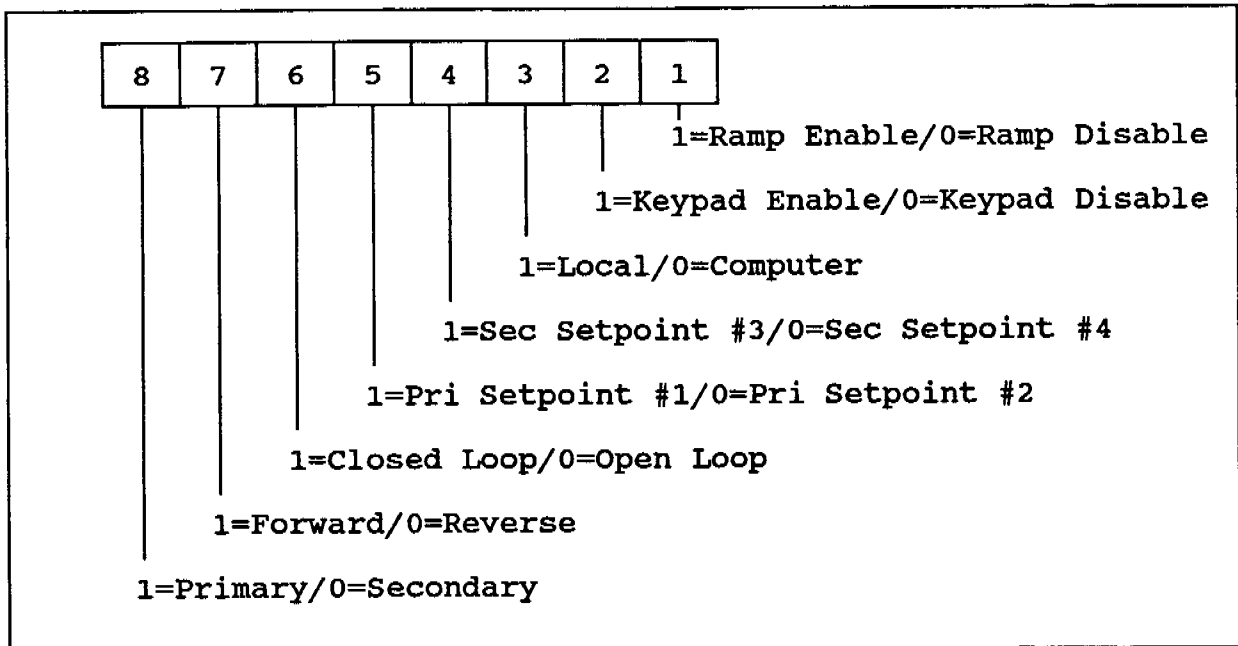 8 7 6 5 4 3 2 1
1=Ramp Enable/0=Ramp Disable
1=Keypad Enable/0=Keypad Disable
1=Local/0=Computer
1=Sec Setpoint #3/0=Sec Setpoint #4
1=Pri Setpoint #1/0=Pri Setpoint #2
1=Closed Loop/0=Open Loop
1=Forward/0=Reverse
1=Primary/0=Secondary